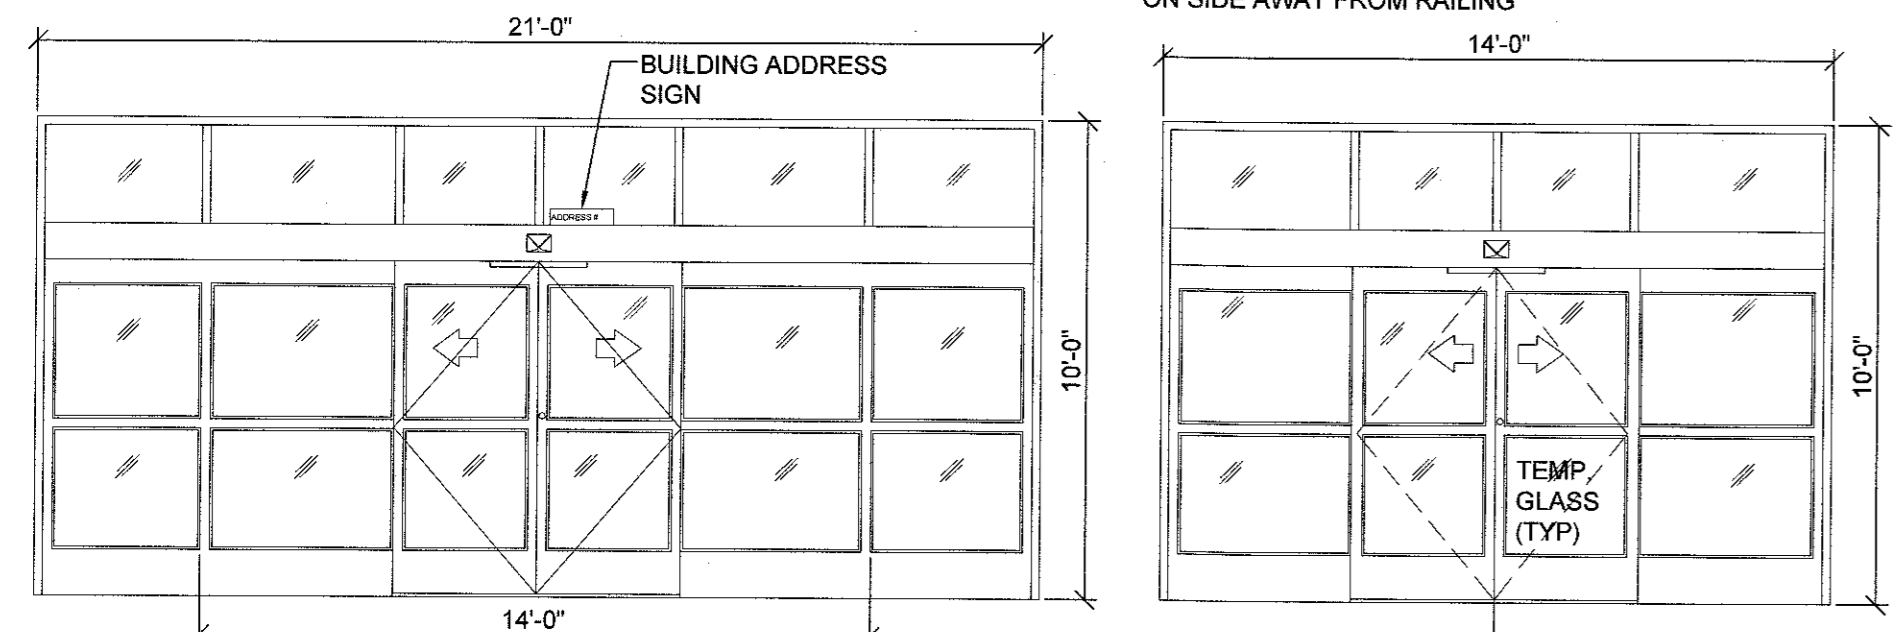 ON SIDE AWAY FROM RAILING
21'-0"
14'-0"
BUILDING ADDRESS
SIGN
ADDRESS #
10'-0"
10'-0"
TEMP.
GLASS
(TYP)
14'-0"